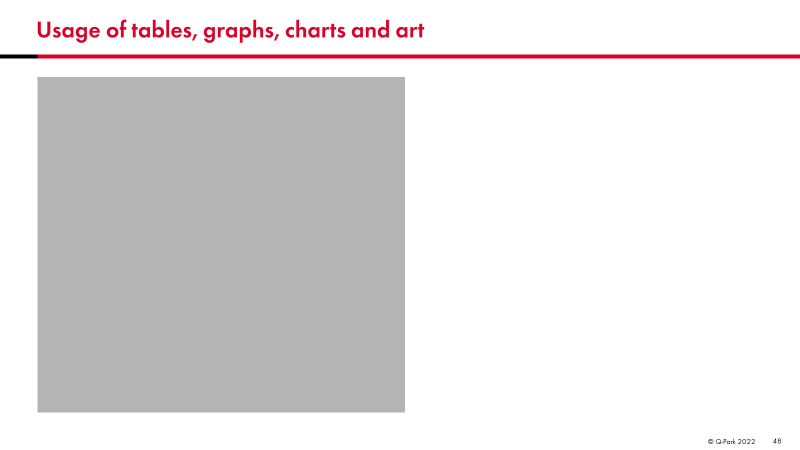 Usage of tables, graphs, charts and art
© Q-Park 2022 48